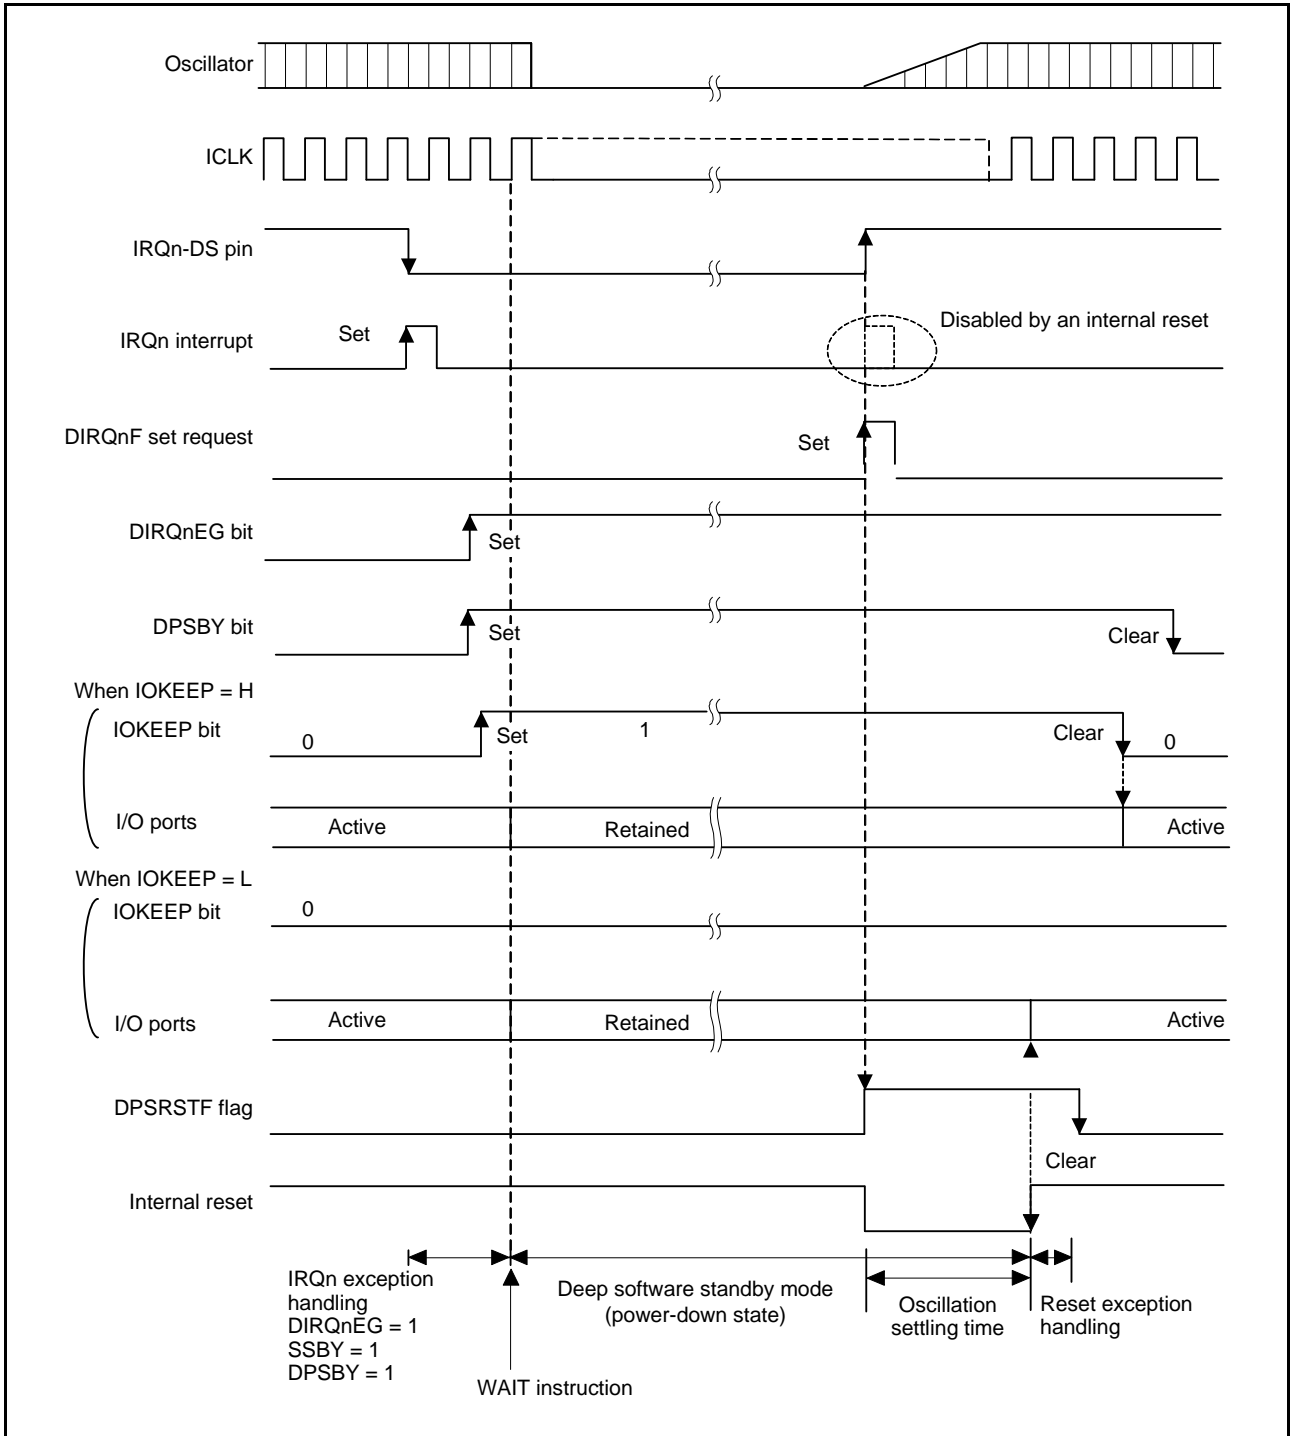 Oscillator
ICLK
IRQn-DS pin
IRQn interrupt
Set
Disabled by an internal reset
DIRQnF set request
Set
DIRQnEG bit
Set
DPSBY bit
Set
Clear
When IOKEEP = H
IOKEEP bit
0
Set
1
Clear
0
I/O ports
Active
Retained
Active
When IOKEEP = L
IOKEEP bit
0
I/O ports
Active
Retained
Active
DPSRSTF flag
Clear
Internal reset
IRQn exception
handling
DIRQnEG = 1
SSBY = 1
DPSBY = 1
WAIT instruction
Deep software standby mode
(power-down state)
Oscillation
settling time
Reset exception
handling